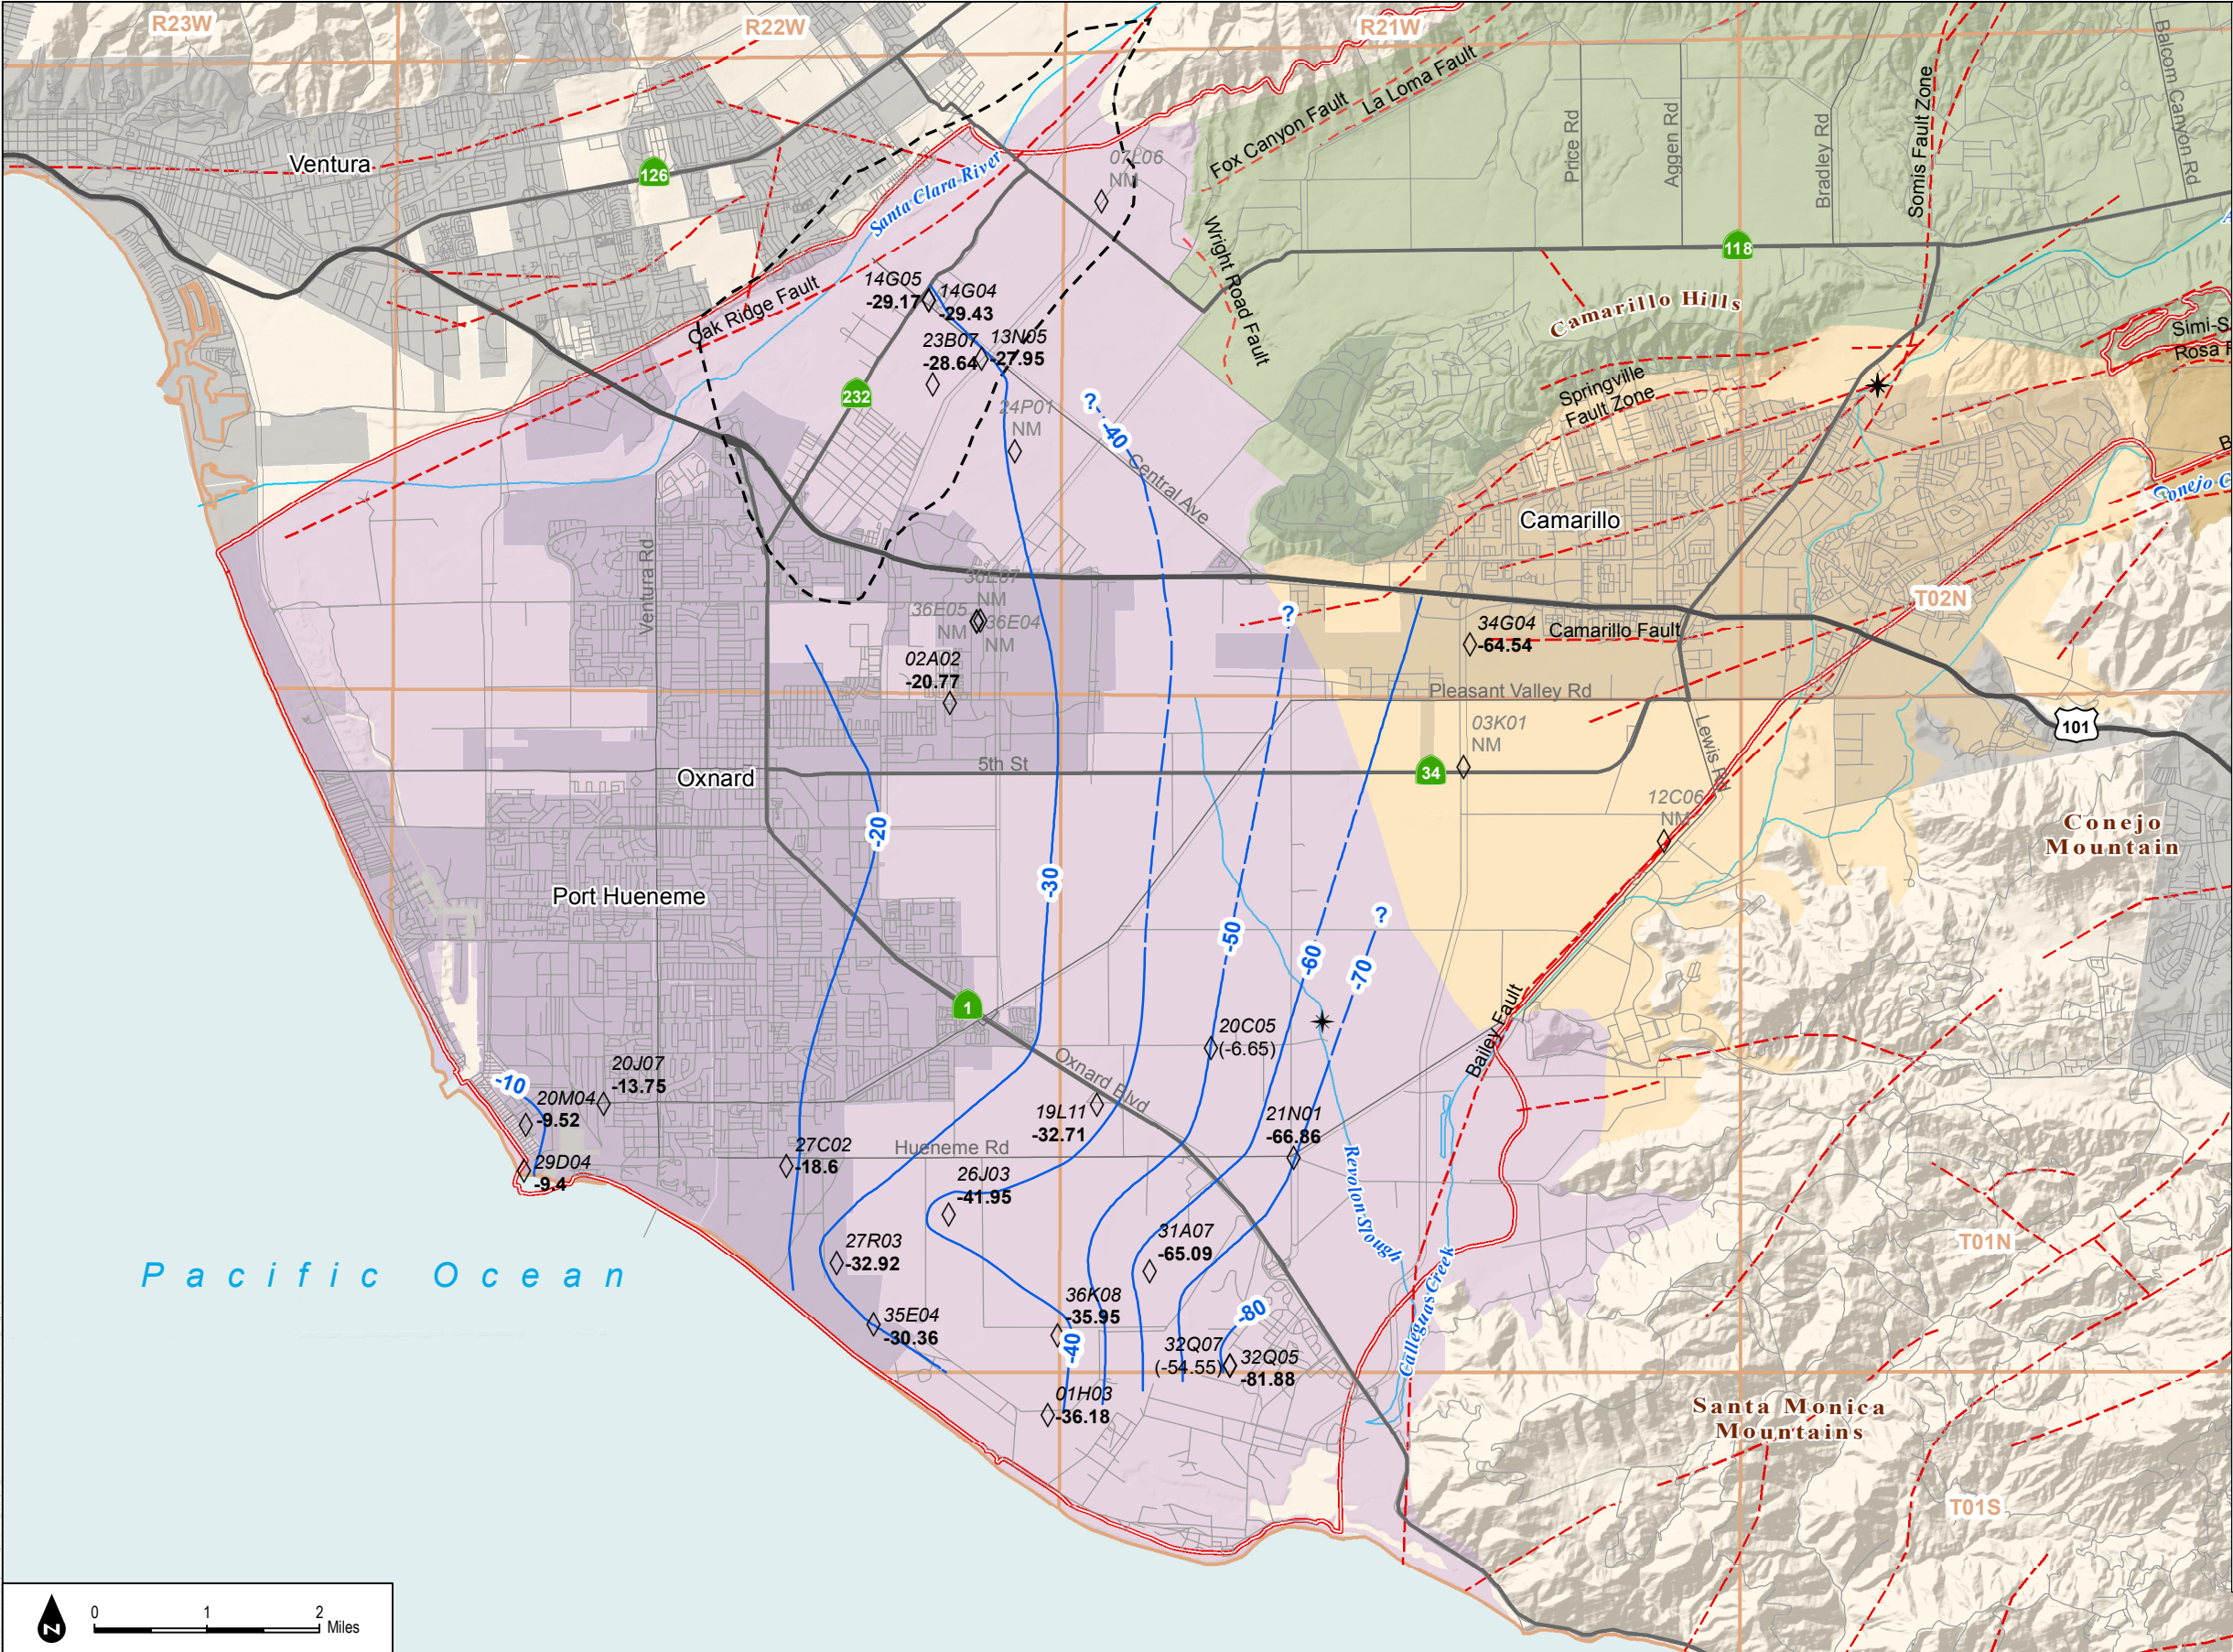 R23W
R22W
R21W
Balcom Canyon Rd
Somis Fault Zone
Fox Canyon Fault
La Loma Fault
Price Rd
Aggen Rd
Bradley Rd
Ventura
126
Santa Clara River
07L06
NM
Wright Road Fault
118
Camarillo Hills
14G05
-29.17
14G04
-29.43
Oak Ridge Fault
23B07
-28.64
13N05
-27.95
232
24P01
NM
?
-40
Central Ave
Springville
Fault Zone
Simi-S
Rosa F
B
Conejo C
Camarillo
T02N
Ventura Rd
36E07
NM
36E05
NM
36E04
NM
?
34G04
-64.54
Camarillo Fault
02A02
-20.77
Pleasant Valley Rd
101
03K01
NM
Lewis Rd
34
5th St
Oxnard
12C06
NM
Conejo
Mountain
-20
-30
Port Hueneme
?
-50
-60
-70
1
20C05
(-6.65)
Bailey Fault
Oxnard Blvd
20J07
-13.75
-10
20M04
-9.52
19L11
-32.71
21N01
-66.86
Hueneme Rd
27C02
-18.6
29D04
-9.4
26J03
-41.95
Revolon Slough
31A07
-65.09
27R03
-32.92
T01N
Pacific Ocean
Calleguas Creek
36K08
-35.95
-80
35E04
-30.36
-40
32Q07
(-54.55)
32Q05
-81.88
01H03
-36.18
Santa Monica
Mountains
T01S
N
0 1 2
Miles